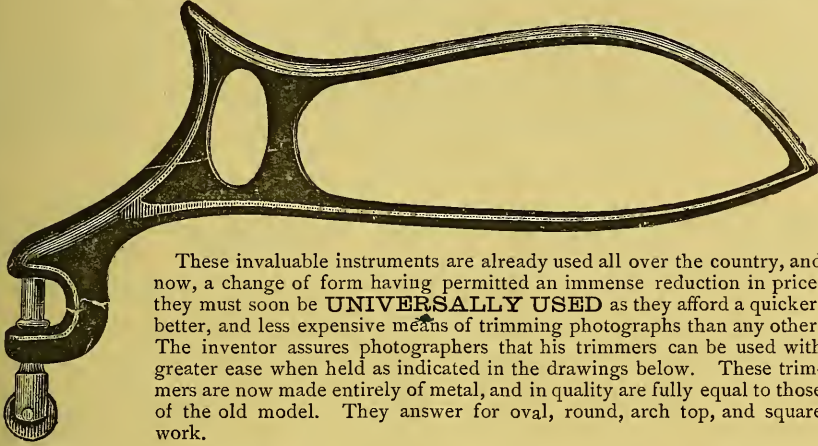 These invaluable instruments are already used all over the country, and
now, a change of form having permitted an immense reduction in price
they must soon be UNIVERSALLY USED as they afford a quicker
better, and less expensive means of trimming photographs than any other
The inventor assures photographers that his trimmers can be used with
greater ease when held as indicated in the drawings below. These trim-
mers are now made entirely of metal, and in quality are fully equal to those
of the old model. They answer for oval, round, arch top, and square
work.